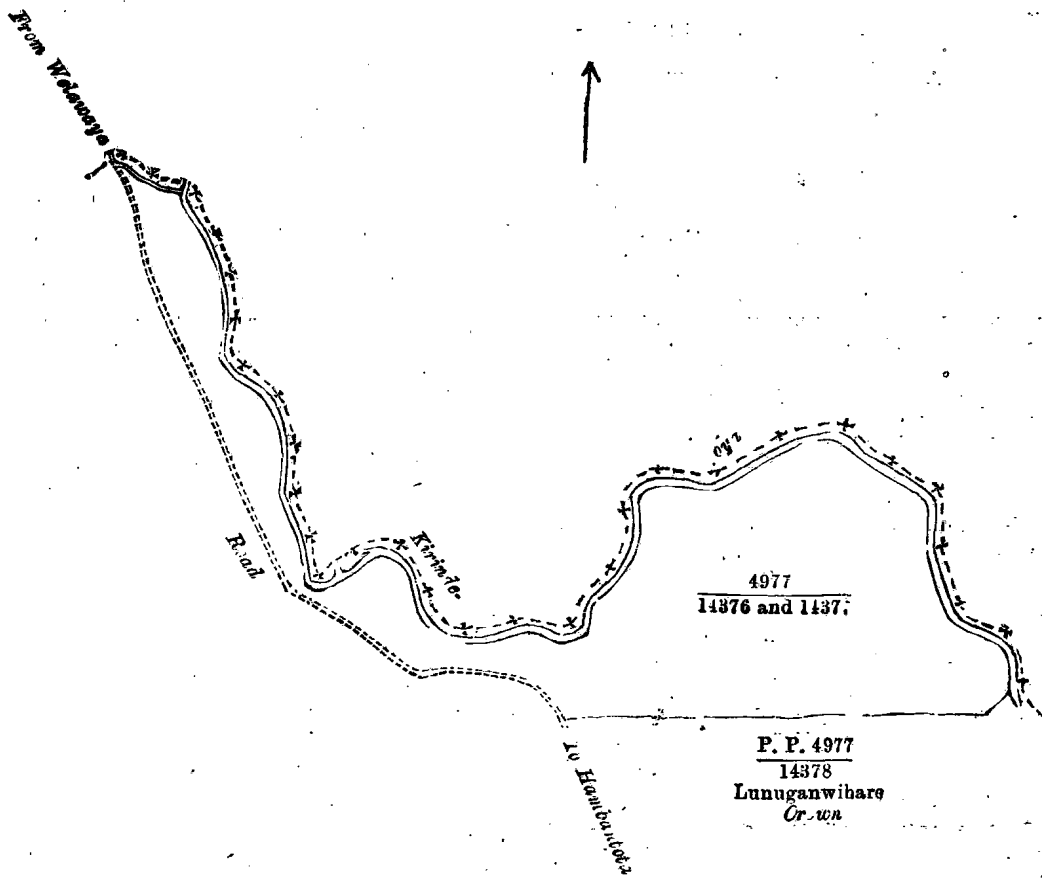 From Welawaya
Road
Kirinde
Oya
4977
14376 and 1437
P. P. 4977
14378
Lunuganwihare
Crown
To Hambantota